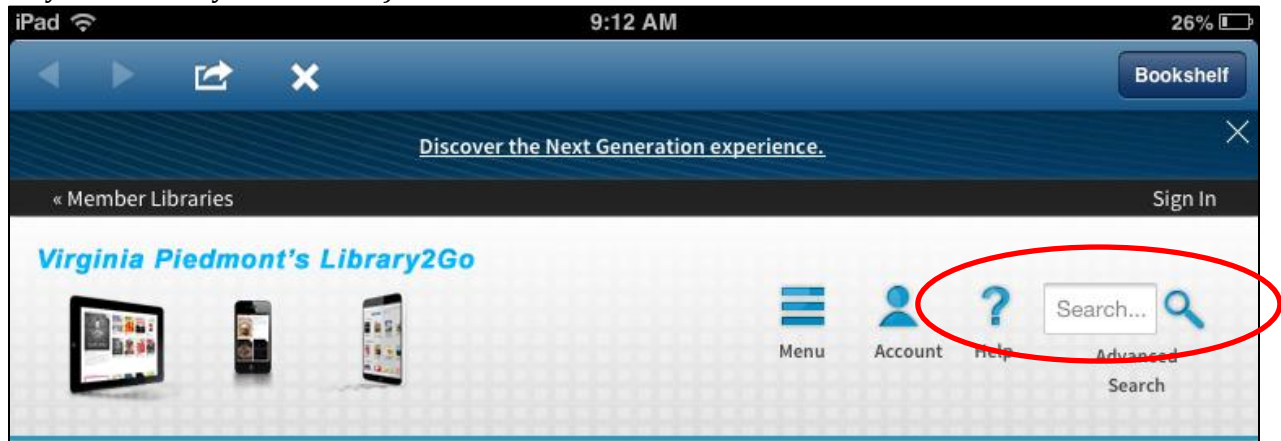 iPad 9:12 AM 26%
Bookshelf
Discover the Next Generation experience.
« Member Libraries Sign In
Virginia Piedmont's Library2Go
? Search...
Menu Account Help Advanced
Search